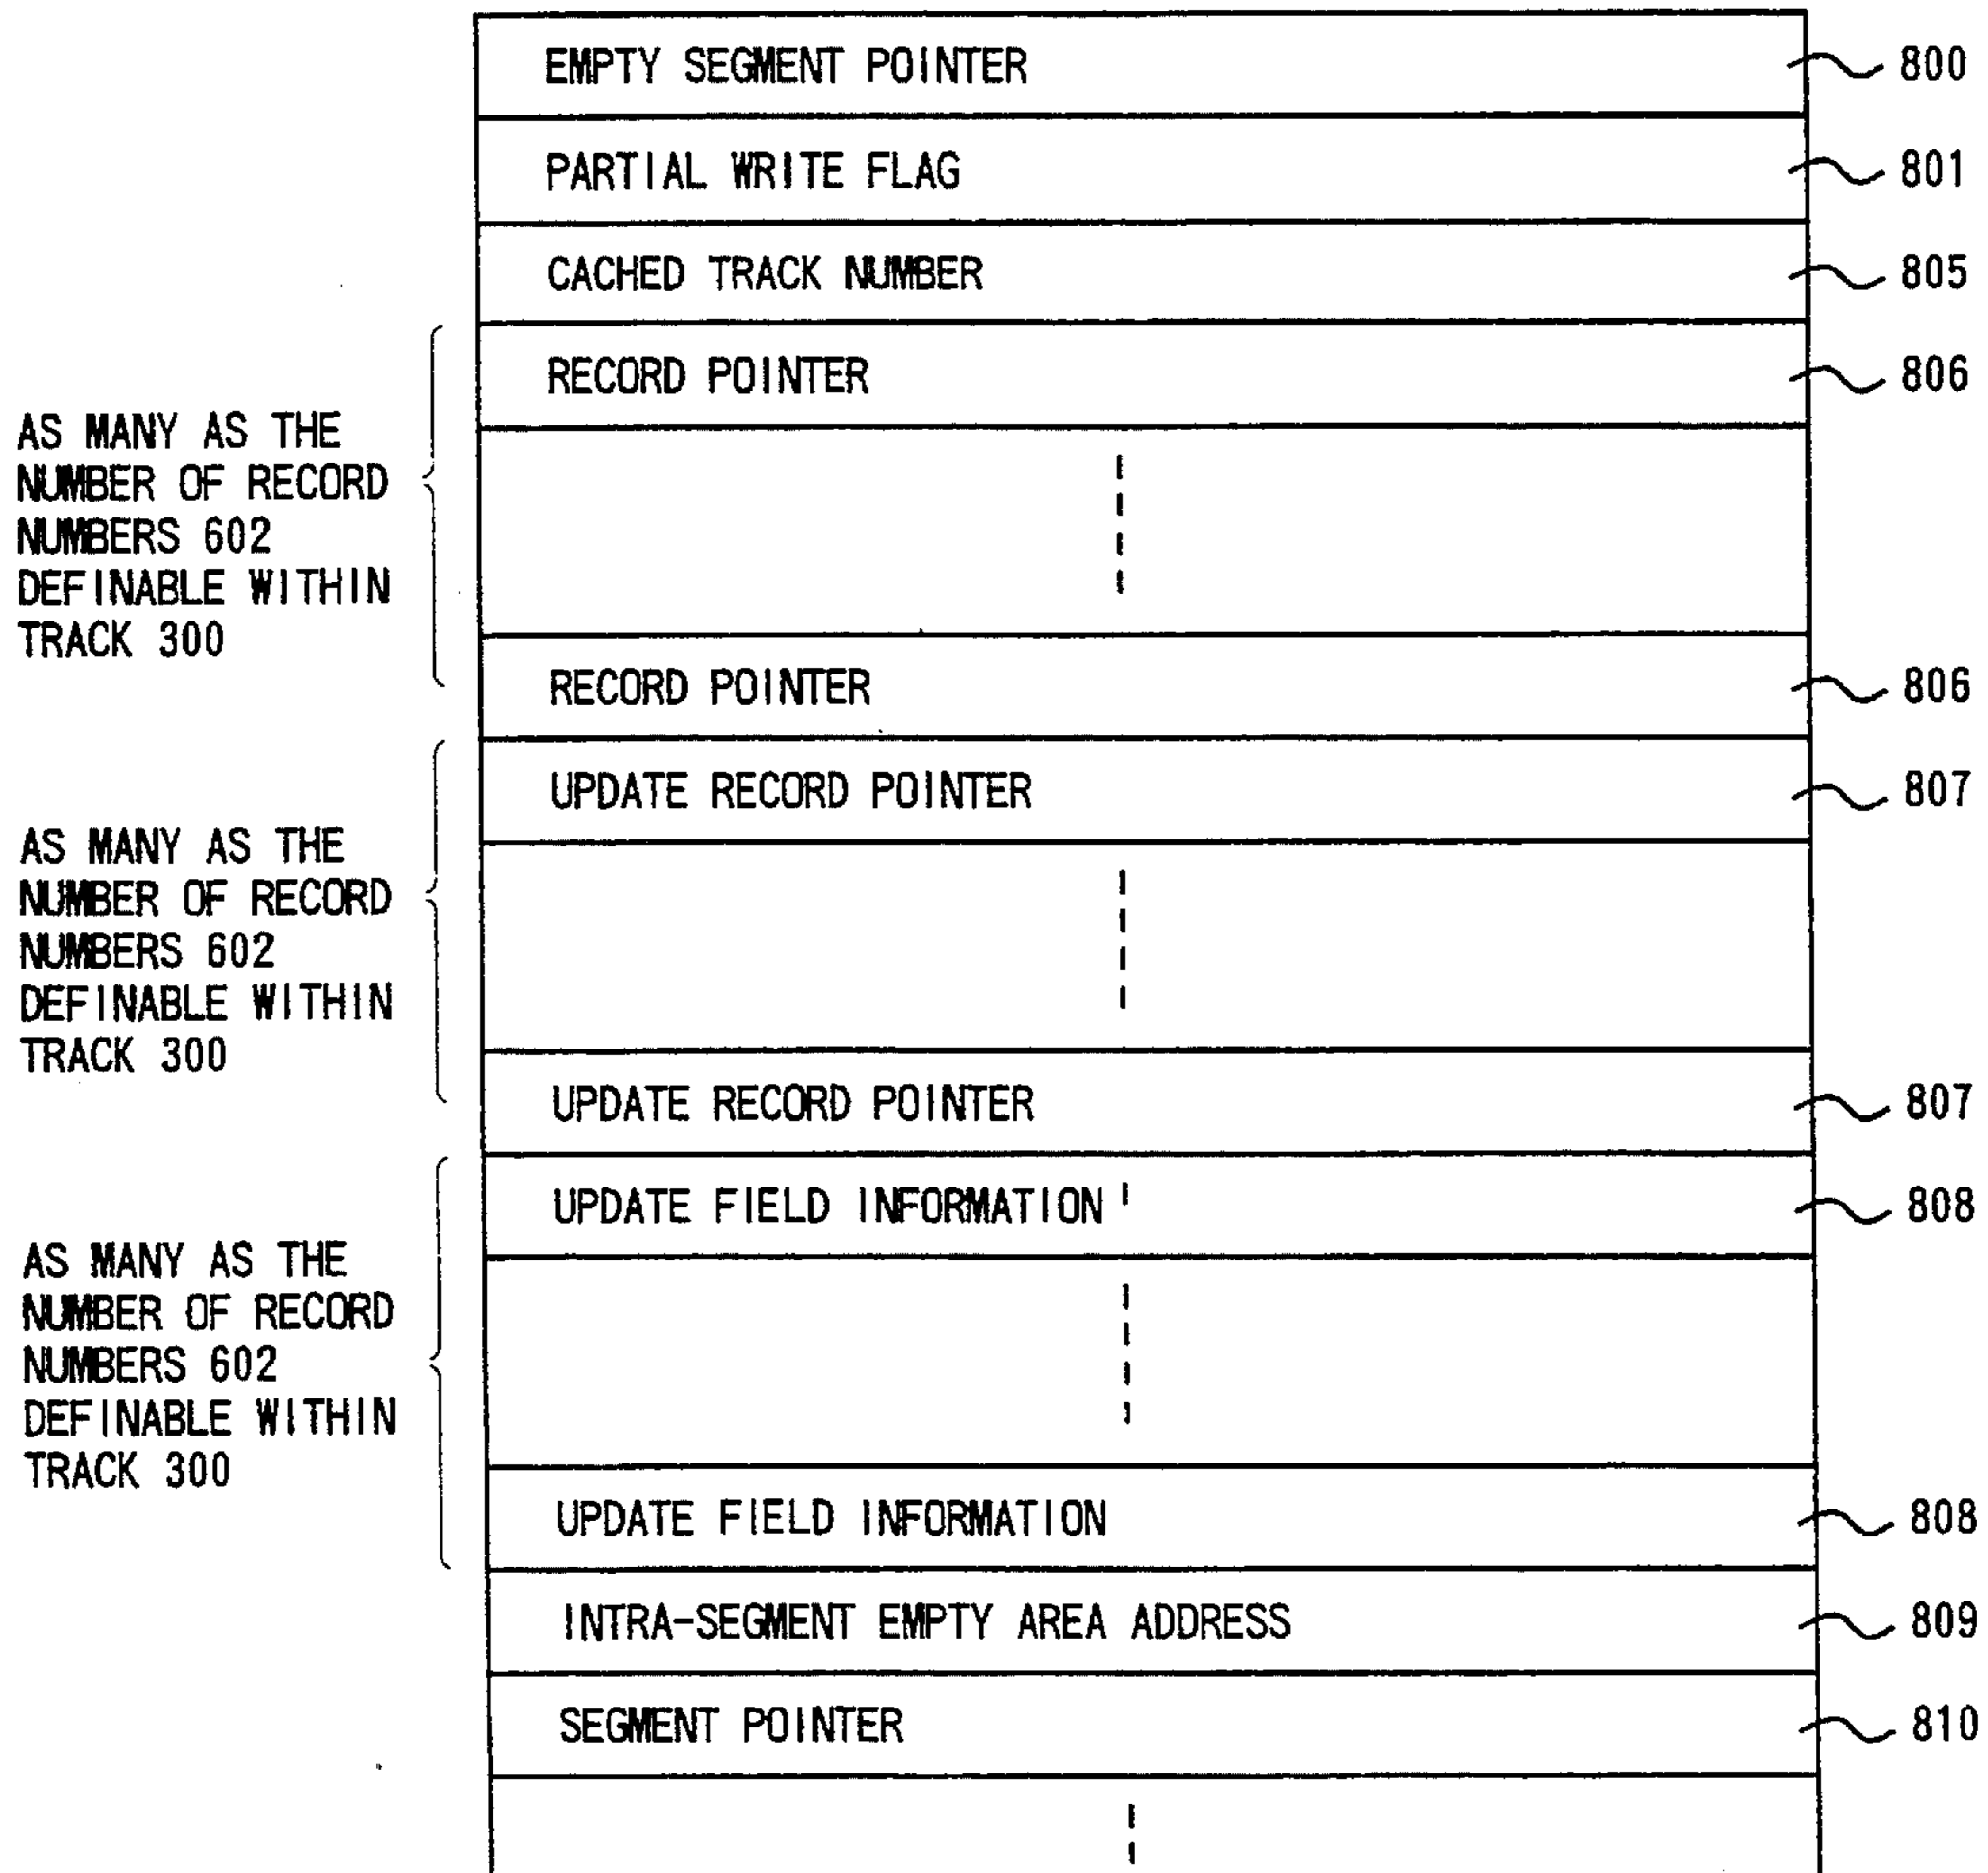 EMPTY SEGMENT POINTER 800
PARTIAL WRITE FLAG 801
CACHED TRACK NUMBER 805
RECORD POINTER 806
AS MANY AS THE
NUMBER OF RECORD
NUMBERS 602
DEFINABLE WITHIN
TRACK 300
RECORD POINTER 806
UPDATE RECORD POINTER 807
AS MANY AS THE
NUMBER OF RECORD
NUMBERS 602
DEFINABLE WITHIN
TRACK 300
UPDATE RECORD POINTER 807
UPDATE FIELD INFORMATION 808
AS MANY AS THE
NUMBER OF RECORD
NUMBERS 602
DEFINABLE WITHIN
TRACK 300
UPDATE FIELD INFORMATION 808
INTRA-SEGMENT EMPTY AREA ADDRESS 809
SEGMENT POINTER 810